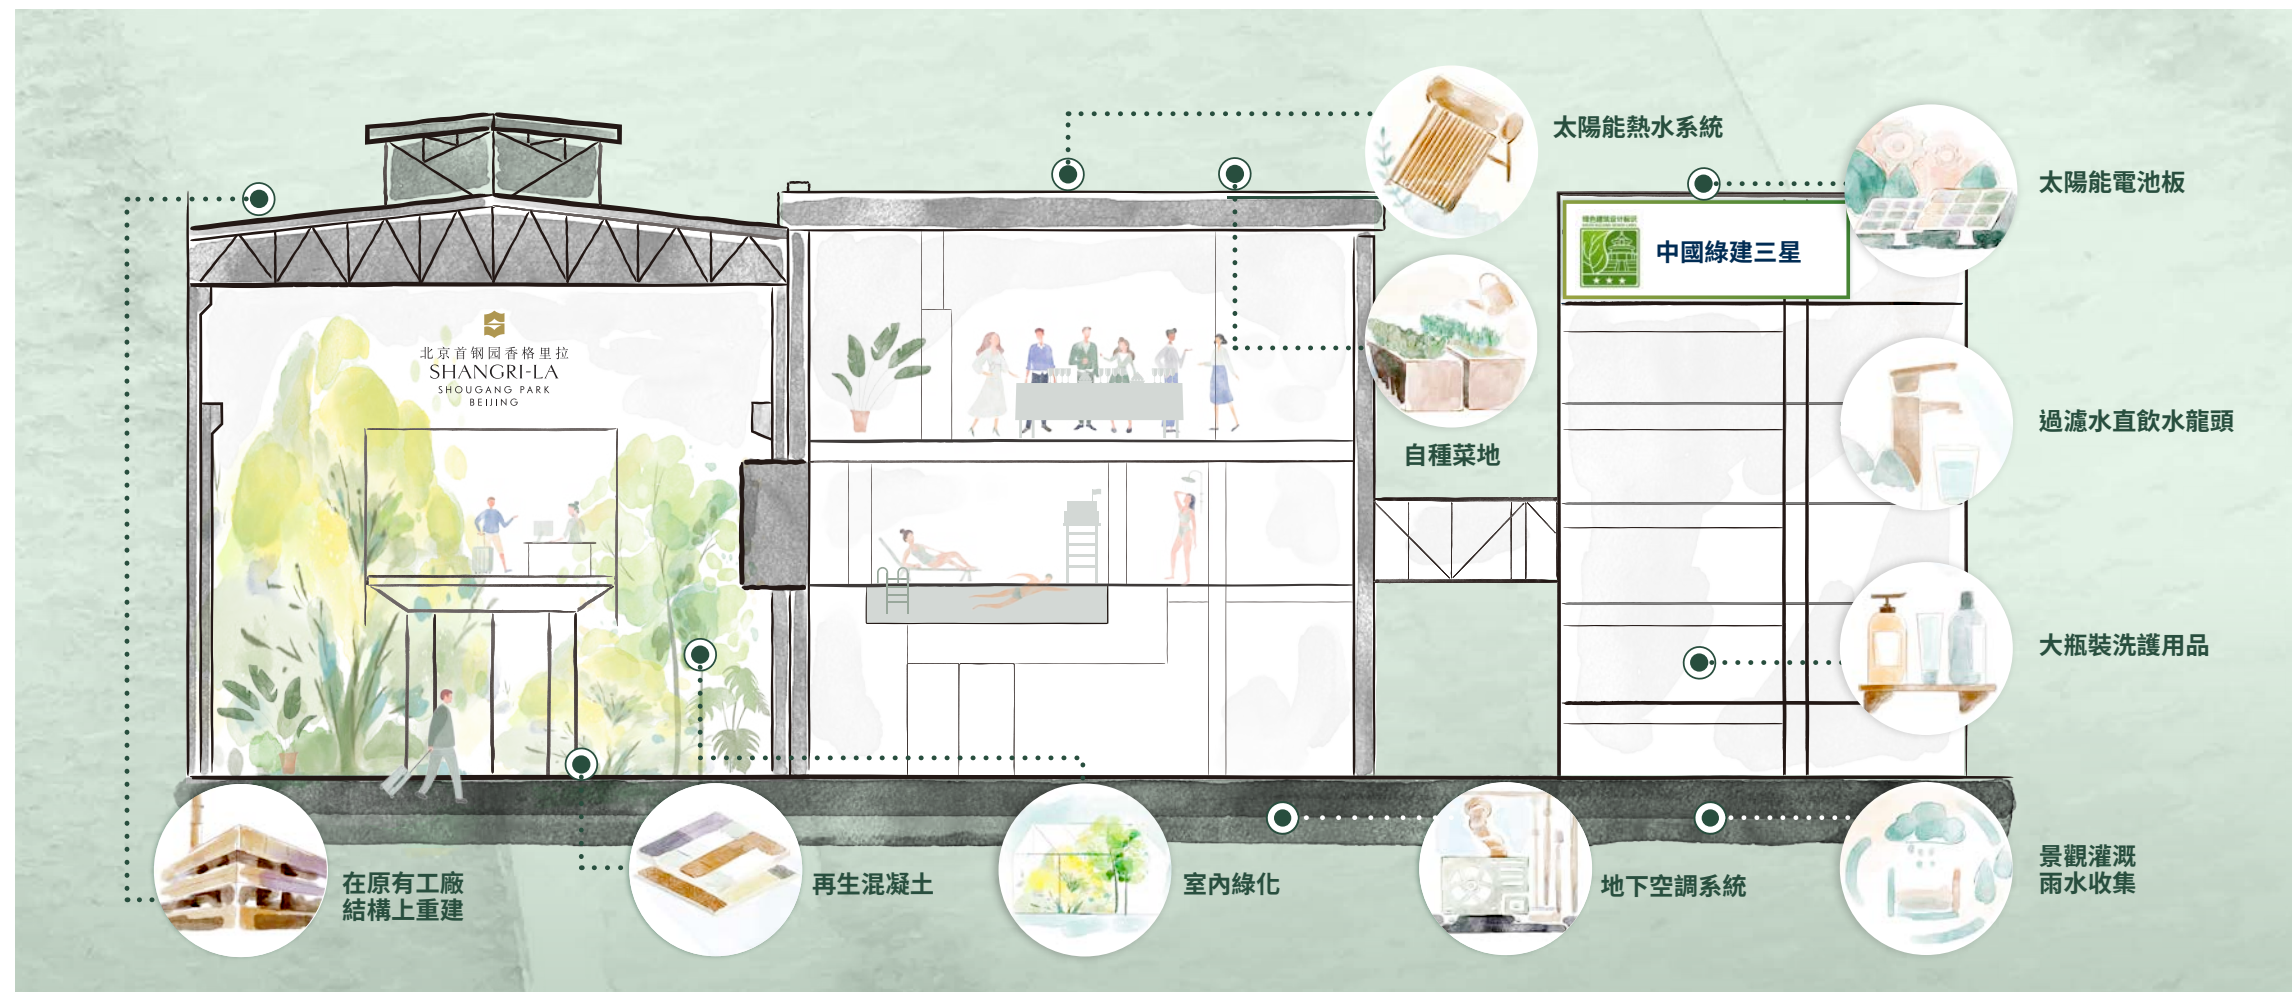 太陽能熱水系統
太陽能電池板
中國綠建三星
北京首钢园香格里拉
SHANGRI-LA
SHOUGANG PARK
BEIJING
自種菜地
過濾水直飲水龍頭
大瓶裝洗護用品
在原有工廠
結構上重建
再生混凝土
室內綠化
地下空調系統
景觀灌溉
雨水收集